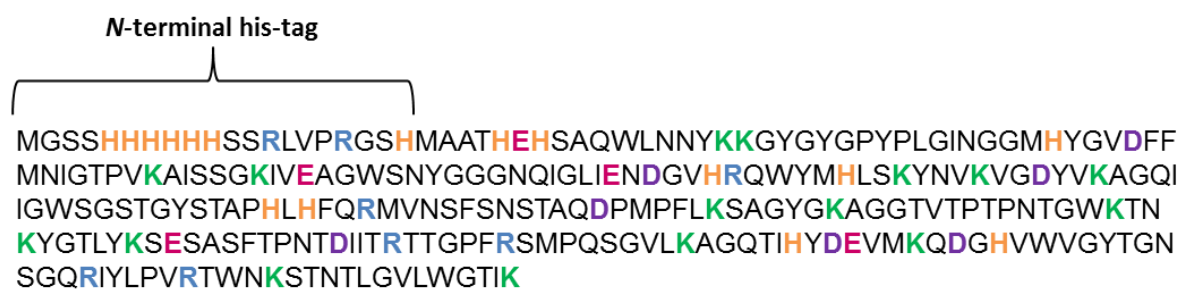 N-terminal his-tag
MGSSHHHHHHSSRLVPRGSHMAATHEHSAQWLNNYKKGYGYGPYPLGINGGMHYGVDFF
MNIGTPVKAISSGKIVEAGWSNYGGGNQIGLIENDGVHRQWYMHLSKYNVKVGDYVKAGQI
IGWSGSTGYSTAPHLHFQRMVNSFSNSTAQDPMPFLKSAGYGKAGGTVTPTPNTGWKTN
KYGTLYKSESASFTPNTDIITRTTGPFRSMPQSGVLKAGQTIHYDEVMKQDGHVWVGYTGN
SGQRIYLPVRTWNKSTNTLGVLWGTIK